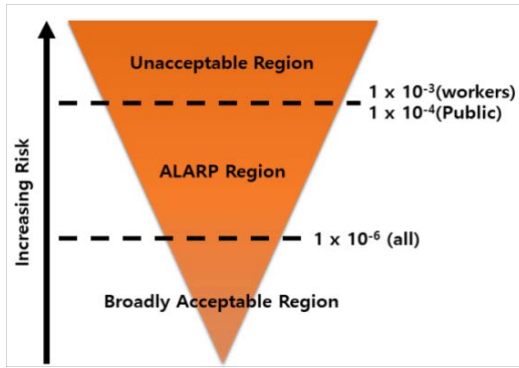 Unacceptable Region
1 x 10⁻³(workers)
1 x 10⁻⁴(Public)
ALARP Region
1 x 10⁻⁶ (all)
Broadly Acceptable Region
Increasing Risk